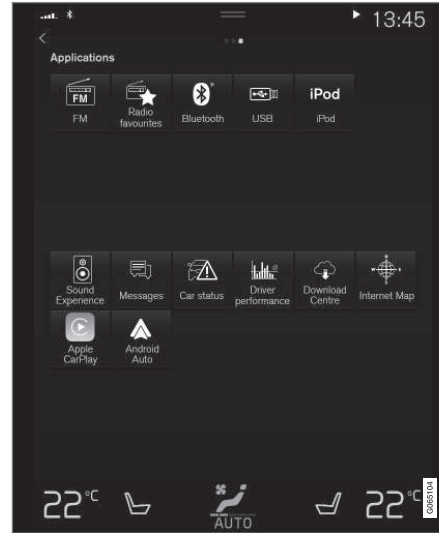 13:45
Applications
FM
iPod
FM
Radio
favourites
Bluetooth
USB
iPod
Sound
Experience
Messages
Car status
Driver
performance
Download
Centre
Internet Map
Apple
CarPlay
Android
Auto
22°C
AUTO
22°C
G065104